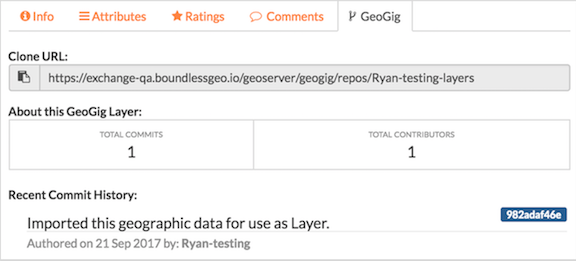 Info Attributes Ratings Comments GeoGig
Clone URL:
https://exchange-qa.boundlessgeo.io/geoserver/geogig/repos/Ryan-testing-layers
About this GeoGig Layer:
TOTAL COMMITS TOTAL CONTRIBUTORS
1 1
Recent Commit History:
982adaf46e
Imported this geographic data for use as Layer.
Authored on 21 Sep 2017 by: Ryan-testing